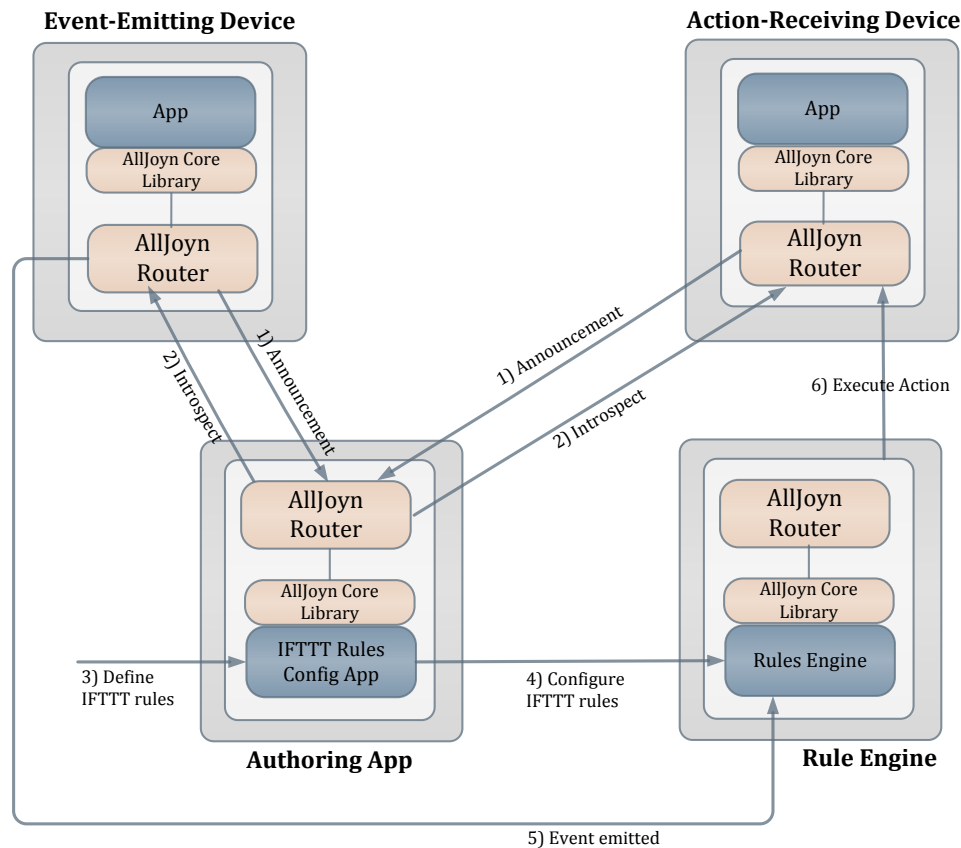 Event-Emitting Device
Action-Receiving Device
App
AllJoyn Core
Library
AllJoyn
Router
App
AllJoyn Core
Library
AllJoyn
Router
1) Announcement
2) Introspect
1) Announcement
2) Introspect
6) Execute Action
AllJoyn
Router
AllJoyn Core
Library
IFTTT Rules
Config App
AllJoyn
Router
AllJoyn Core
Library
Rules Engine
3) Define
IFTTT rules
4) Configure
IFTTT rules
Authoring App
Rule Engine
5) Event emitted